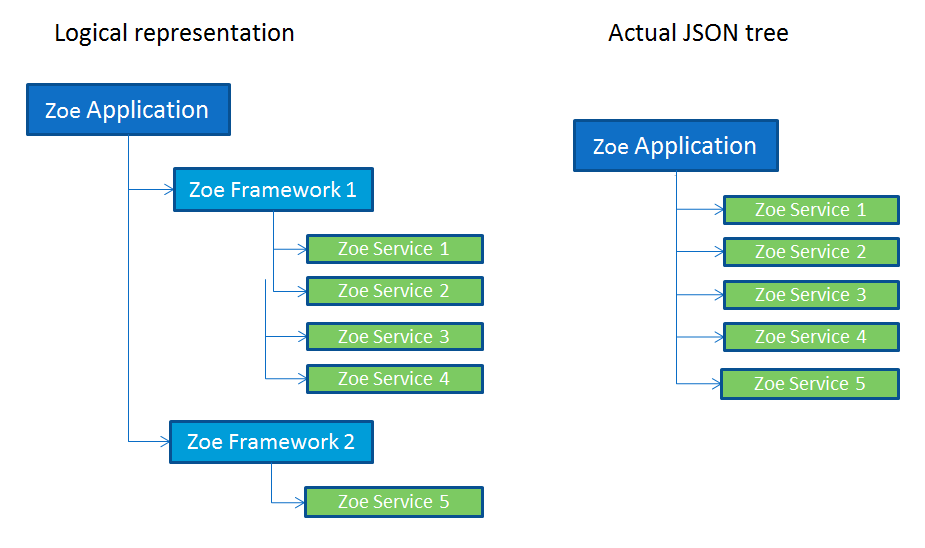 Logical representation
Zoe Application
Zoe Framework 1
Zoe Service 1
Zoe Service 2
Zoe Service 3
Zoe Service 4
Zoe Framework 2
Zoe Service 5
Actual JSON tree
Zoe Application
Zoe Service 1
Zoe Service 2
Zoe Service 3
Zoe Service 4
Zoe Service 5